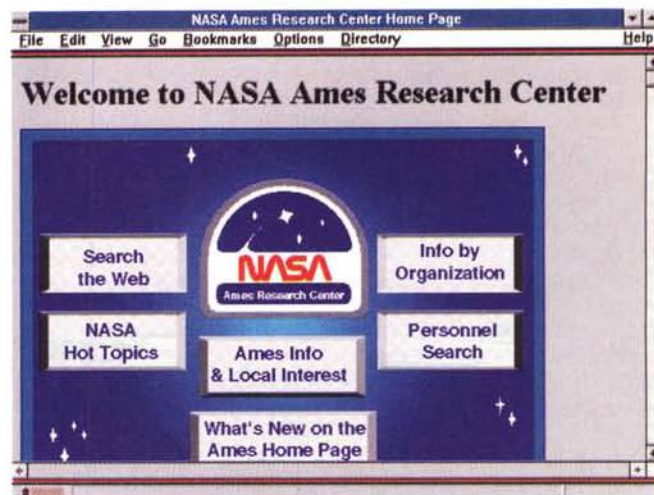 NASA Ames Research Center Home Page
File Edit View Go Bookmarks Options Directory Help
Welcome to NASA Ames Research Center
Search
the Web
NASA
Ames Research Center
Info by
Organization
NASA
Hot Topics
Ames Info
& Local Interest
Personnel
Search
What's New on the
Ames Home Page